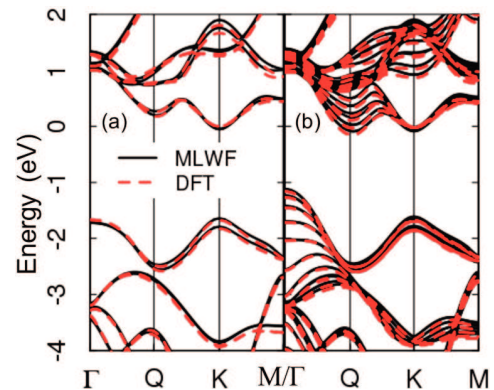 2
1
0
-1
-2
-3
-4
Energy (eV)
(a)
(b)
MLWF
DFT
Γ Q K M/Γ Q K M